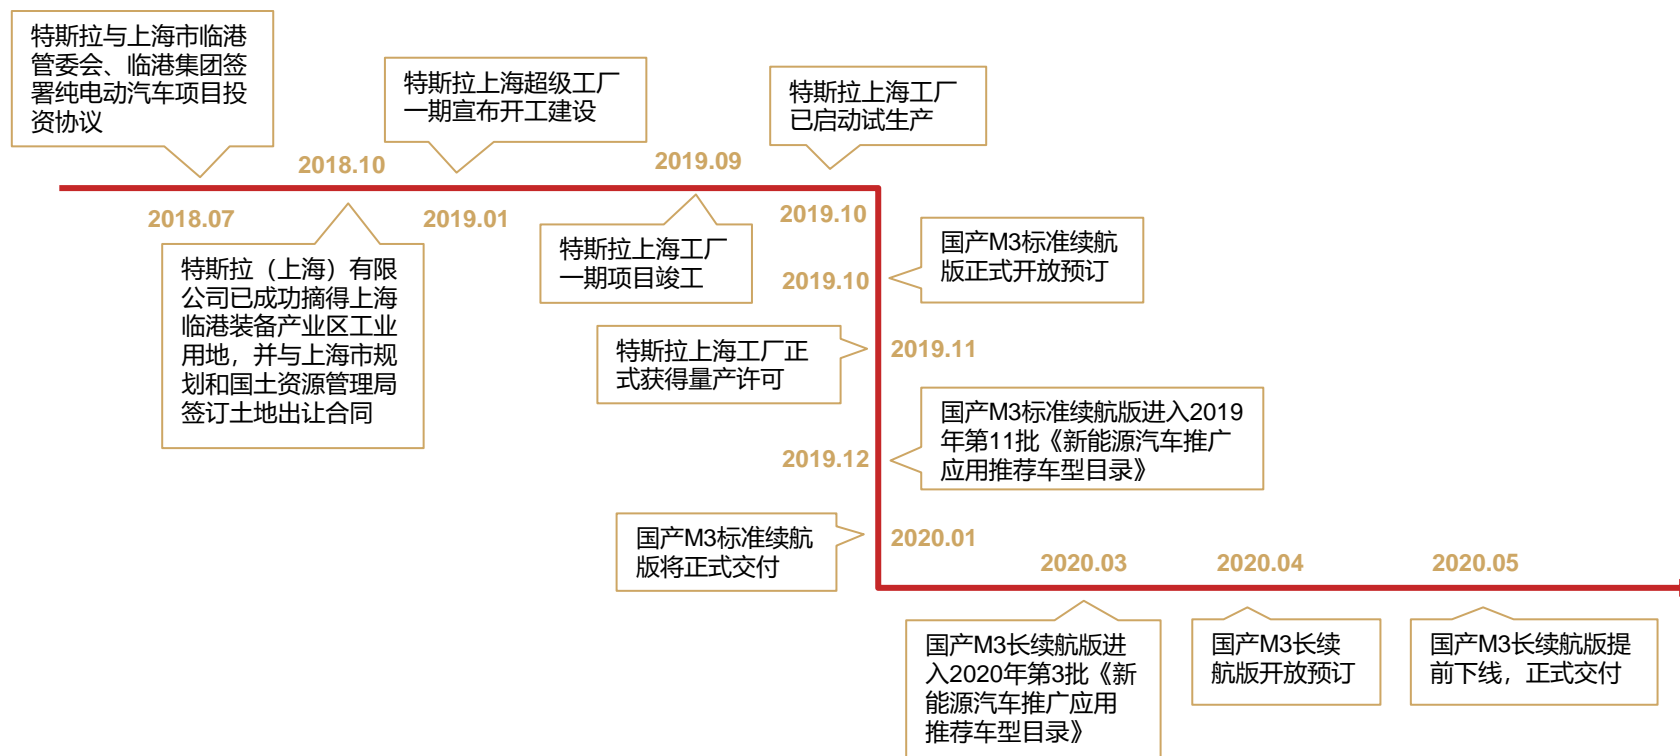 特斯拉与上海市临港
管委会、临港集团签
署纯电动汽车项目投
资协议
2018.07
2018.10
特斯拉（上海）有限
公司已成功摘得上海
临港装备产业区工业
用地，并与上海市规
划和国土资源管理局
签订土地出让合同
特斯拉上海超级工厂
一期宣布开工建设
2019.01
2019.09
特斯拉上海工厂
一期项目竣工
特斯拉上海工厂
已启动试生产
2019.10
2019.10
国产M3标准续航
版正式开放预订
特斯拉上海工厂正
式获得量产许可
2019.11
2019.12
国产M3标准续航版进入2019
年第11批《新能源汽车推广
应用推荐车型目录》
国产M3标准续航
版将正式交付
2020.01
2020.03
国产M3长续航版进
入2020年第3批《新
能源汽车推广应用
推荐车型目录》
2020.04
国产M3长续
航版开放预订
2020.05
国产M3长续航版提
前下线，正式交付